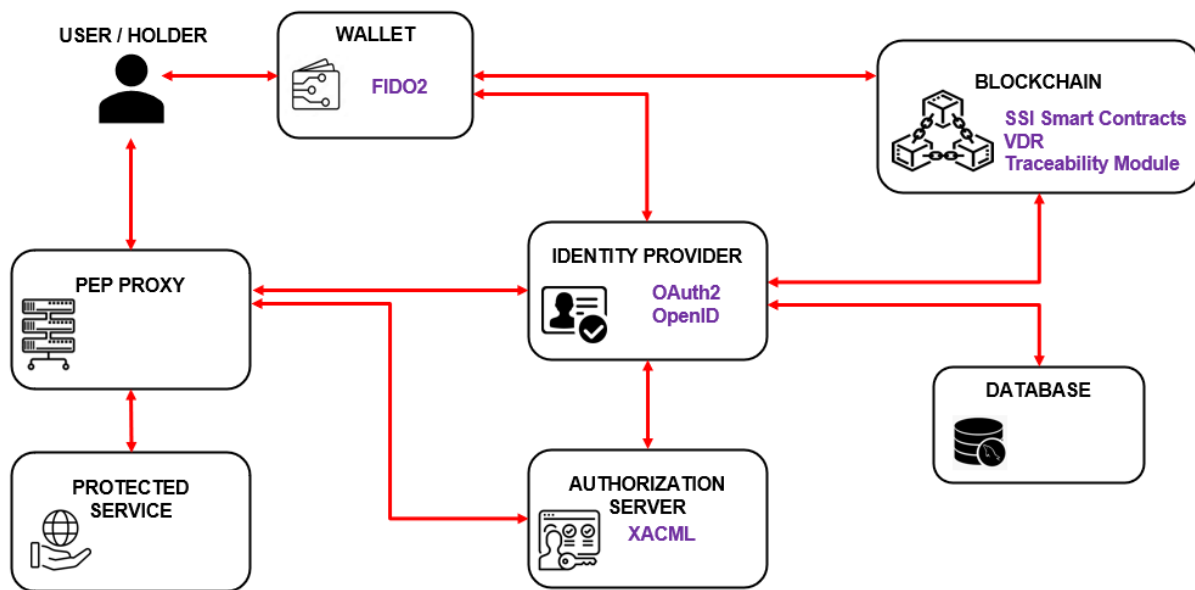 USER / HOLDER
WALLET
FIDO2
BLOCKCHAIN
SSI Smart Contracts
VDR
Traceability Module
PEP PROXY
IDENTITY PROVIDER
OAuth2
OpenID
DATABASE
PROTECTED
SERVICE
AUTHORIZATION
SERVER
XACML